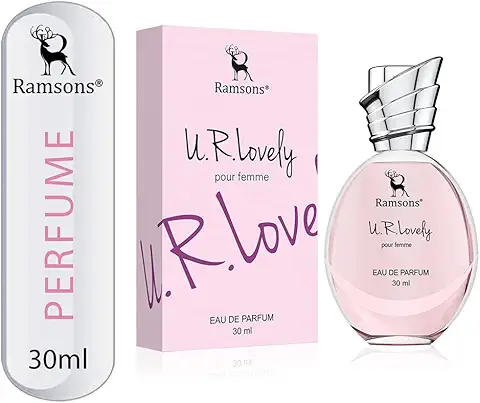 Ramsons®
PERFUME
30ml
Ramsons®
U.R.Lovely
pour femme
U.R.Love
EAU DE PARFUM
30 ml
Ramsons®
U.R.Lovely
pour femme
EAU DE PARFUM
30 ml